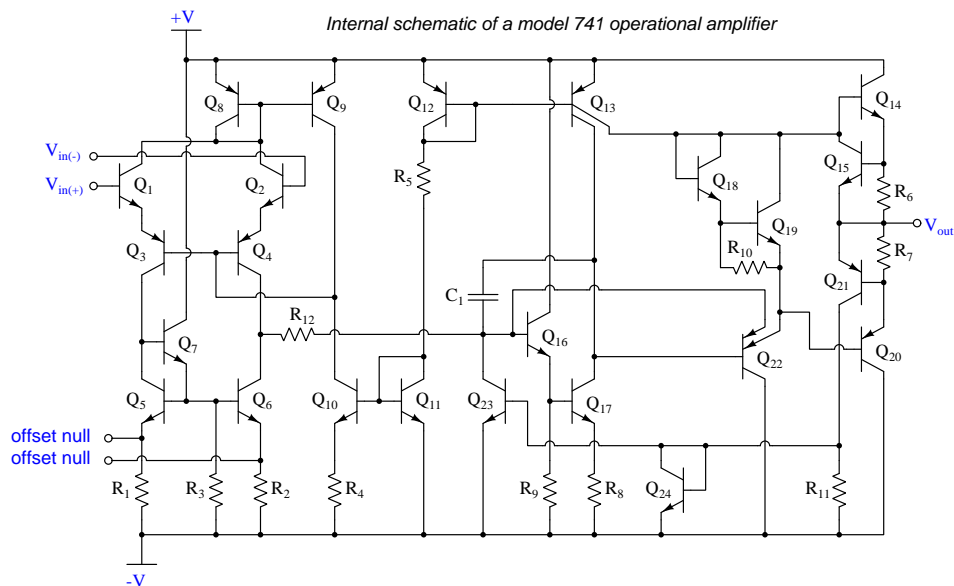 Internal schematic of a model 741 operational amplifier
+V
Q8
Q9
Q12
Q13
Q14
Vin(-)
Vin(+)
Q1
Q2
R5
Q18
Q15
R6
Q19
Vout
Q3
Q4
R10
R7
C1
Q21
R12
Q7
Q16
Q22
Q20
Q5
Q6
Q10
Q11
Q23
Q17
offset null
offset null
R1
R3
R2
R4
R9
R8
Q24
R11
-V